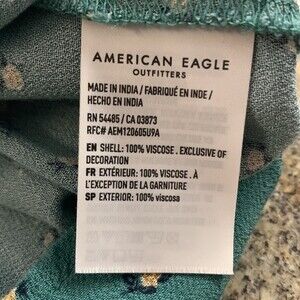 AMERICAN EAGLE
OUTFITTERS
MADE IN INDIA / FABRIQUÉ EN INDE /
HECHO EN INDIA
RN 54485 / CA 03873
RFC# AEM120605U9A
EN SHELL: 100% VISCOSE . EXCLUSIVE OF
DECORATION
FR EXTÉRIEUR: 100% VISCOSE . À
L'EXCEPTION DE LA GARNITURE
SP EXTERIOR: 100% viscosa